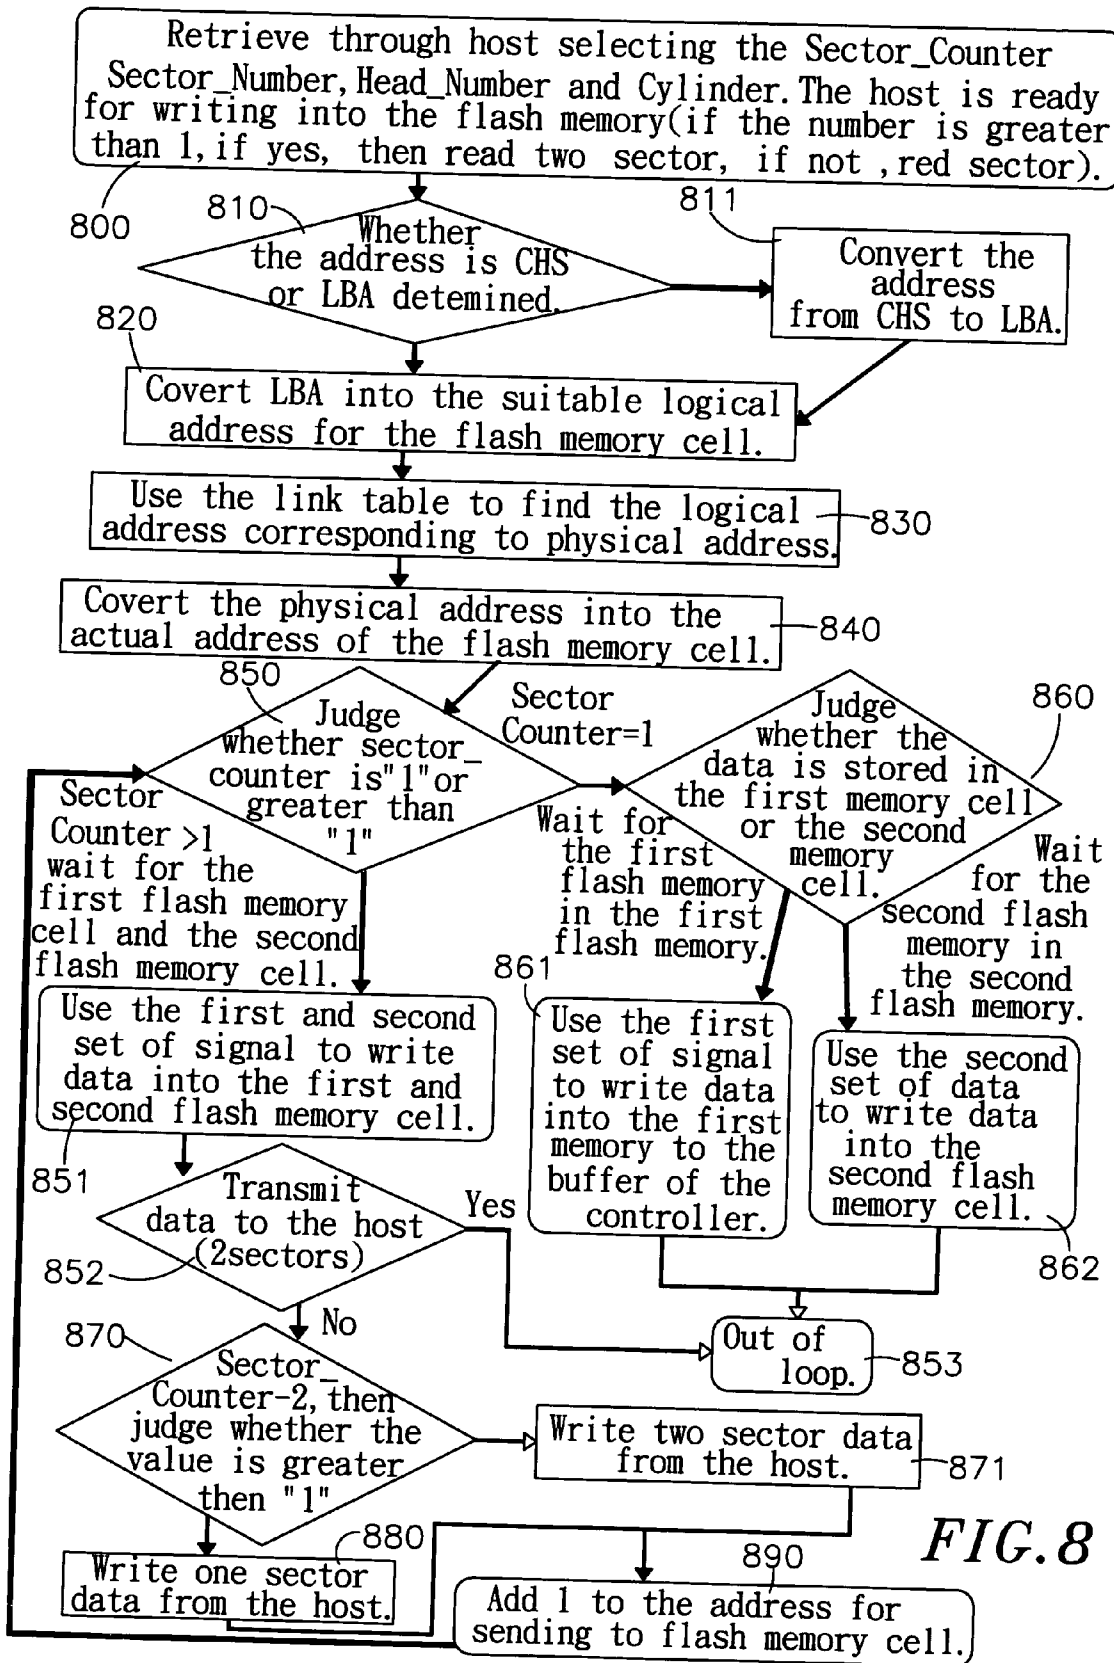 Retrieve through host selecting the Sector_Counter
Sector_Number, Head_Number and Cylinder. The host is ready
for writing into the flash memory(if the number is greater
than 1, if yes, then read two sector, if not ,red sector).
800
810
Whether
the address is CHS
or LBA detemined.
811
Convert the
address
from CHS to LBA.
820
Covert LBA into the suitable logical
address for the flash memory cell.
Use the link table to find the logical
address corresponding to physical address.
830
Covert the physical address into the
actual address of the flash memory cell.
840
850
Judge
whether sector_
counter is"1"or
greater than
"1"
Sector
Counter=1
860
Judge
whether the
data is stored in
the first memory cell
or the second
memory
cell.
Sector
Counter >1
wait for the
first flash memory
cell and the second
flash memory cell.
Wait for
the first
flash memory
in the first
flash memory.
Wait
for the
second flash
memory in
the second
flash memory.
Use the first and second
set of signal to write
data into the first and
second flash memory cell.
851
861
Use the first
set of signal
to write data
into the first
memory to the
buffer of the
controller.
Use the second
set of data
to write data
into the
second flash
memory cell.
862
Transmit
data to the host
(2sectors)
852
Yes
No
Out of
loop.
853
870
Sector_
Counter-2, then
judge whether the
value is greater
then "1"
Write two sector data
from the host.
871
880
Write one sector
data from the host.
890
Add 1 to the address for
sending to flash memory cell.
FIG.8